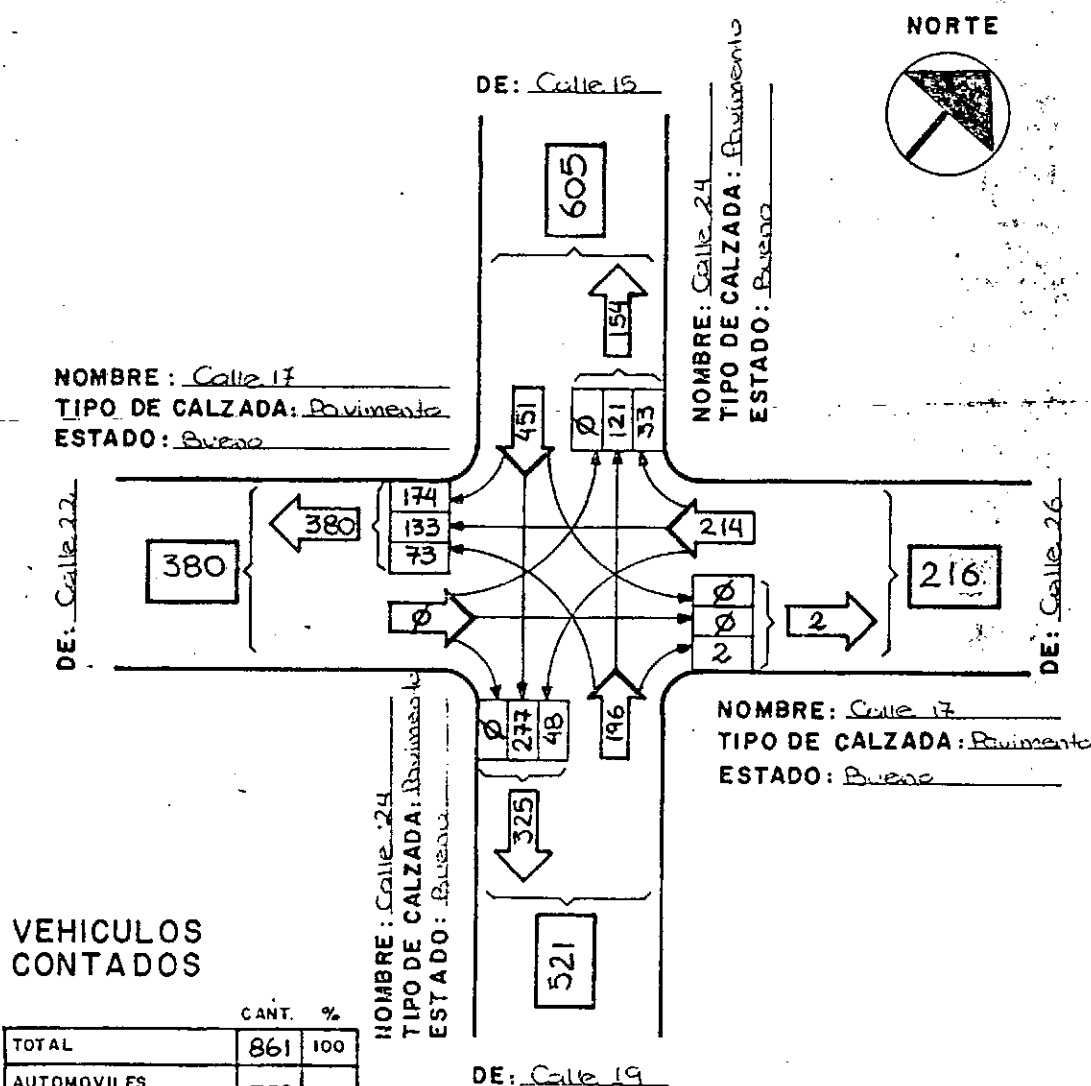 NORTE
DE: Calle 15
605
154
NOMBRE: Calle 24
TIPO DE CALZADA: Pavimento
ESTADO: Bueno
NOMBRE: Calle 17
TIPO DE CALZADA: Pavimento
ESTADO: Bueno
451
Ø 121 33
DE: Calle 22
380
380
174
133
73
214
216
DE: Calle 26
Ø
Ø
Ø
2
2
Ø 277 48
196
NOMBRE: Calle 17
TIPO DE CALZADA: Pavimento
ESTADO: Bueno
NOMBRE: Calle 24
TIPO DE CALZADA: Pavimento
ESTADO: Bueno
325
521
DE: Calle 19
VEHICULOS
CONTADOS
CANT. %
TOTAL 861 100
AUTOMOVILES